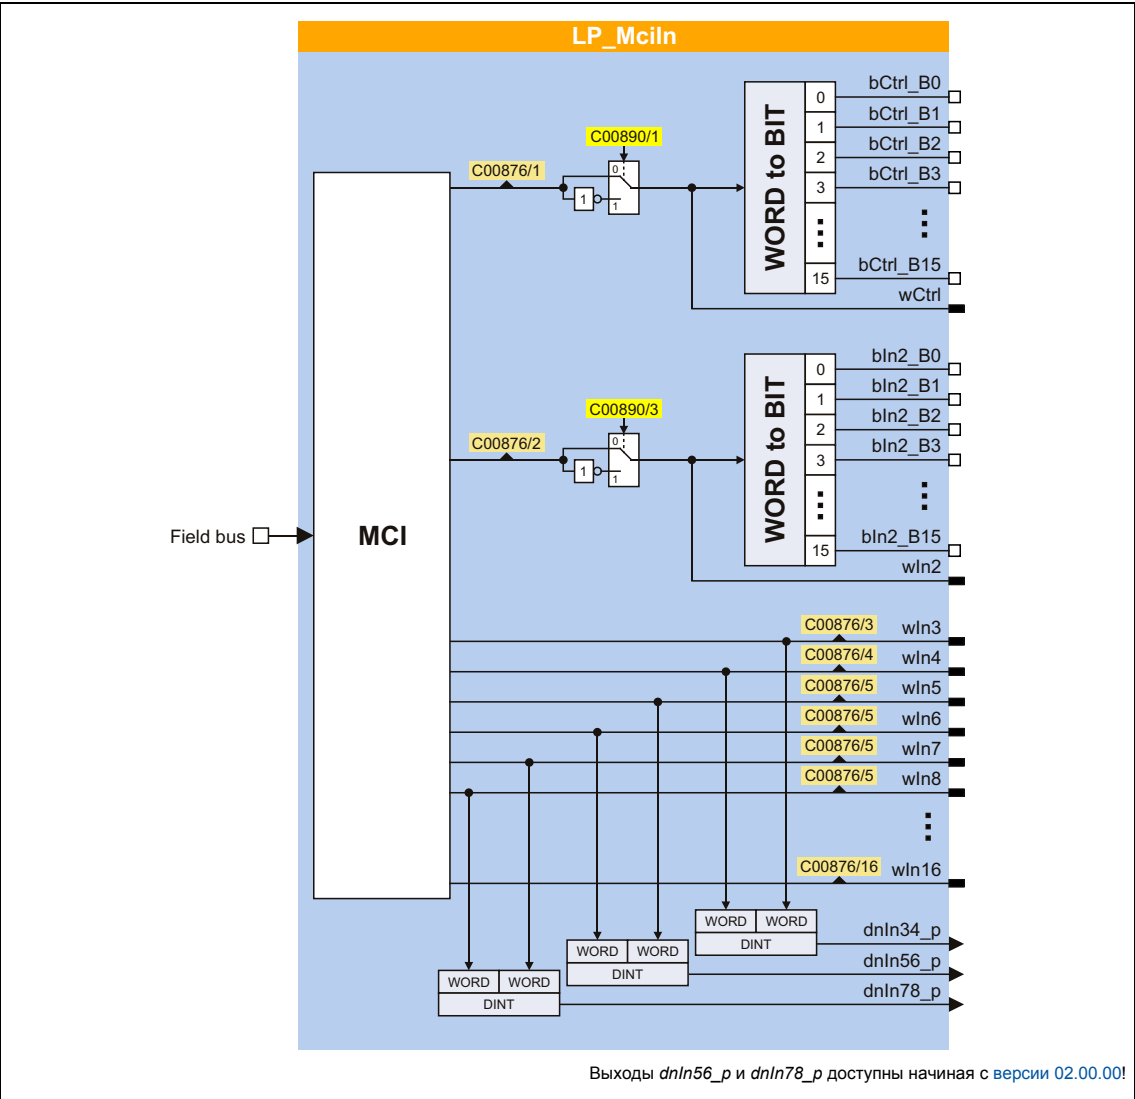 LP_MciIn
bCtrl_B0
0
bCtrl_B1
C00890/1
1
bCtrl_B2
2
bCtrl_B3
C00876/1
0
3
1
1
WORD to BIT
bCtrl_B15
15
wCtrl
bIn2_B0
0
bIn2_B1
C00890/3
1
bIn2_B2
2
bIn2_B3
C00876/2
0
3
1
1
WORD to BIT
Field bus
MCI
bIn2_B15
15
wIn2
C00876/3 wIn3
C00876/4 wIn4
C00876/5 wIn5
C00876/5 wIn6
C00876/5 wIn7
C00876/5 wIn8
C00876/16 wIn16
WORD WORD
DINT
dnIn34_p
WORD WORD
DINT
dnIn56_p
WORD WORD
DINT
dnIn78_p
Выходы dnIn56_p и dnIn78_p доступны начиная с версии 02.00.00!